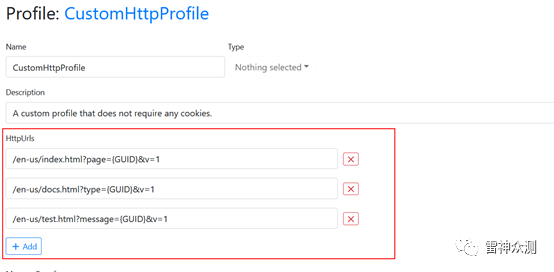 Profile: CustomHttpProfile
Name
Type
CustomHttpProfile
Nothing selected
Description
A custom profile that does not require any cookies.
HttpUrls
/en-us/index.html?page={GUID}&v=1
/en-us/docs.html?type={GUID}&v=1
/en-us/test.html?message={GUID}&v=1
+ Add
雷神众测